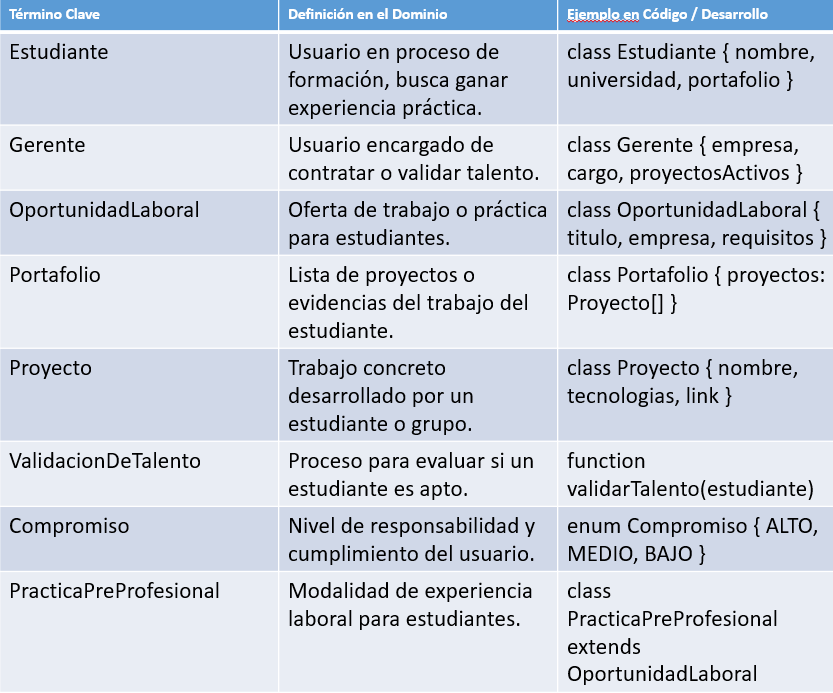 Término Clave
Definición en el Dominio
Ejemplo en Código / Desarrollo
Estudiante
Usuario en proceso de
formación, busca ganar
experiencia práctica.
class Estudiante { nombre,
universidad, portafolio }
Gerente
Usuario encargado de
contratar o validar talento.
class Gerente { empresa,
cargo, proyectosActivos }
OportunidadLaboral
Oferta de trabajo o práctica
para estudiantes.
class OportunidadLaboral {
titulo, empresa, requisitos }
Portafolio
Lista de proyectos o
evidencias del trabajo del
estudiante.
class Portafolio { proyectos:
Proyecto[] }
Proyecto
Trabajo concreto
desarrollado por un
estudiante o grupo.
class Proyecto { nombre,
tecnologias, link }
ValidacionDeTalento
Proceso para evaluar si un
estudiante es apto.
function
validarTalento(estudiante)
Compromiso
Nivel de responsabilidad y
cumplimiento del usuario.
enum Compromiso { ALTO,
MEDIO, BAJO }
PracticaPreProfesional
Modalidad de experiencia
laboral para estudiantes.
class
PracticaPreProfesional
extends
OportunidadLaboral